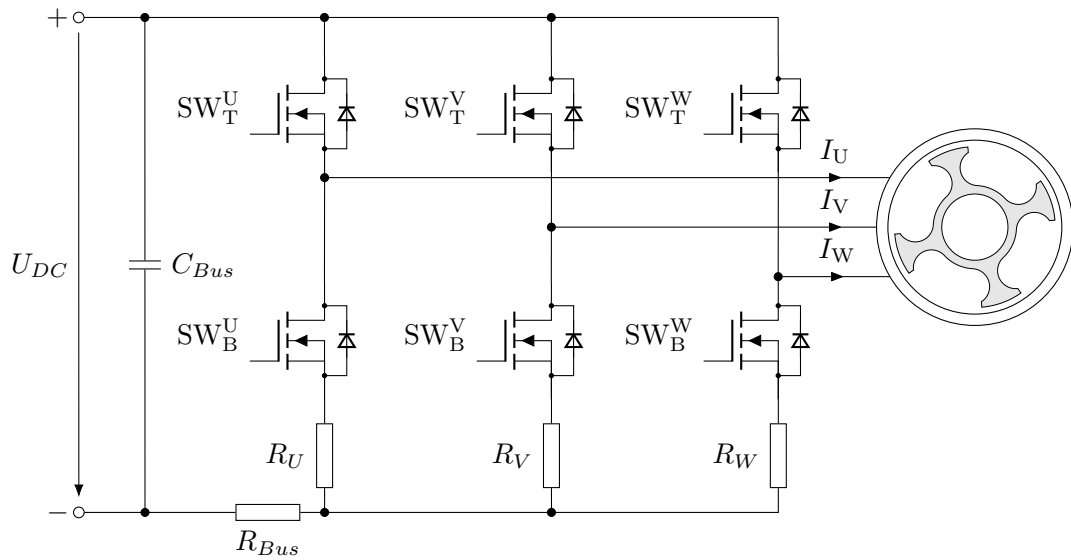 +
SW_T^U
SW_T^V
SW_T^W
I_U
I_V
I_W
U_DC
C_Bus
SW_B^U
SW_B^V
SW_B^W
R_U
R_V
R_W
−
R_Bus